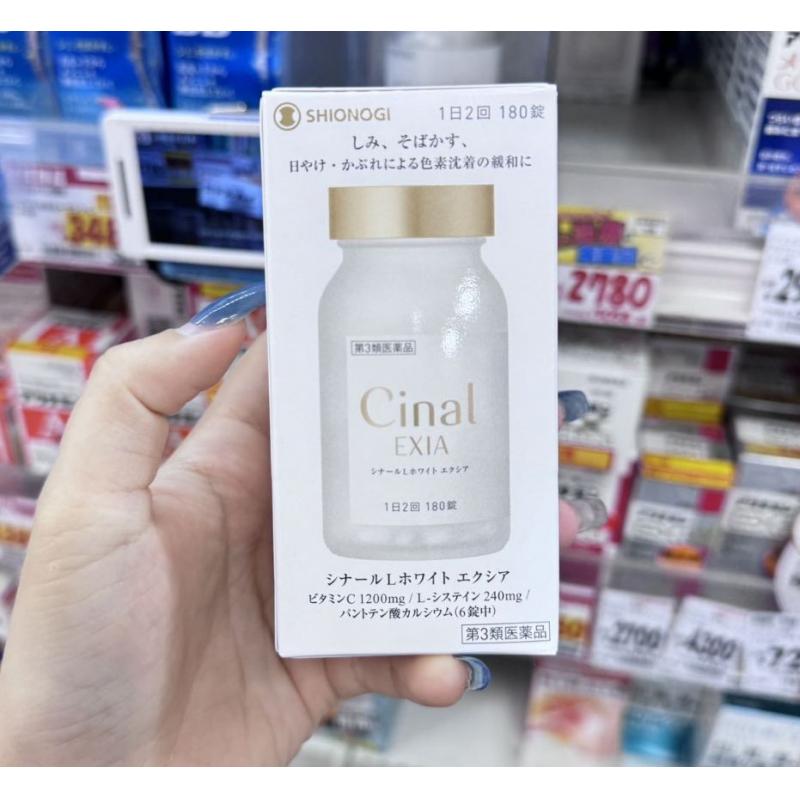 SHIONOGI 1日2回 180錠
しみ、そばかす、
日やけ・かぶれによる色素沈着の緩和に
第3類医薬品
Cinal
EXIA
シナールLホワイト エクシア
1日2回 180錠
シナールLホワイト エクシア
ビタミンC 1200mg / L-システイン 240mg /
パントテン酸カルシウム(6錠中)
第3類医薬品
348
2780
2700
4300